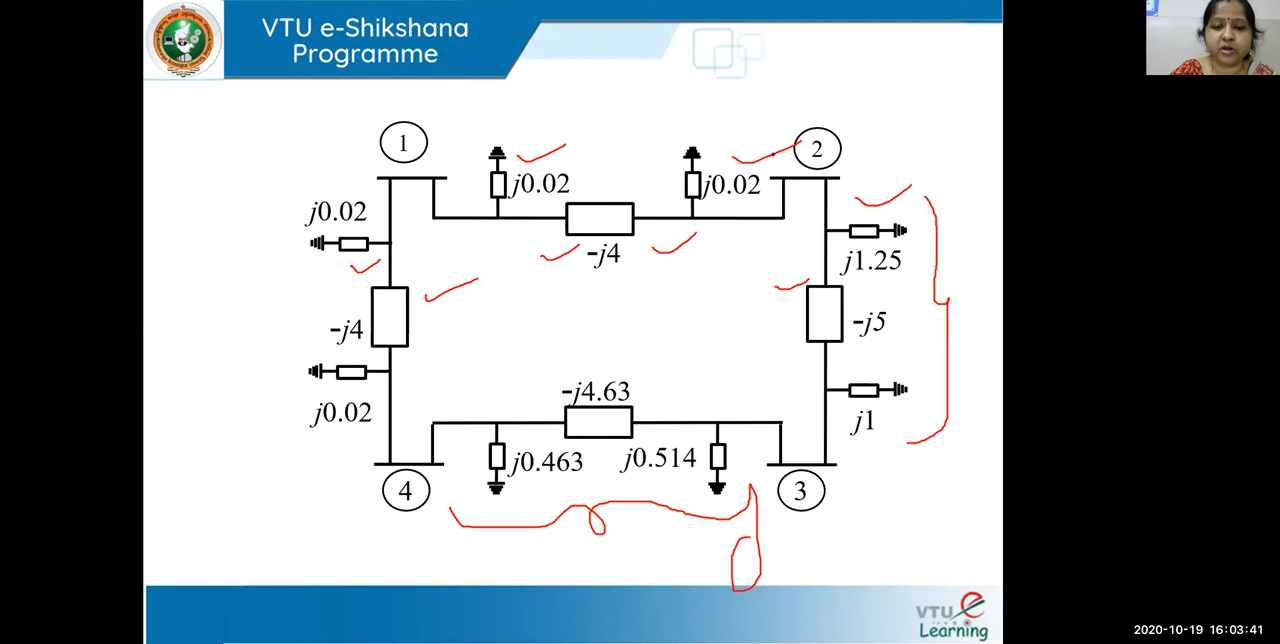 VTU e-Shikshana
Programme
1
2
j0.02
j0.02
j0.02
-j4
j1.25
-j4
-j5
j0.02
-j4.63
j1
j0.463
j0.514
4
3
VTU e
Learning
2020-10-19 16:03:41